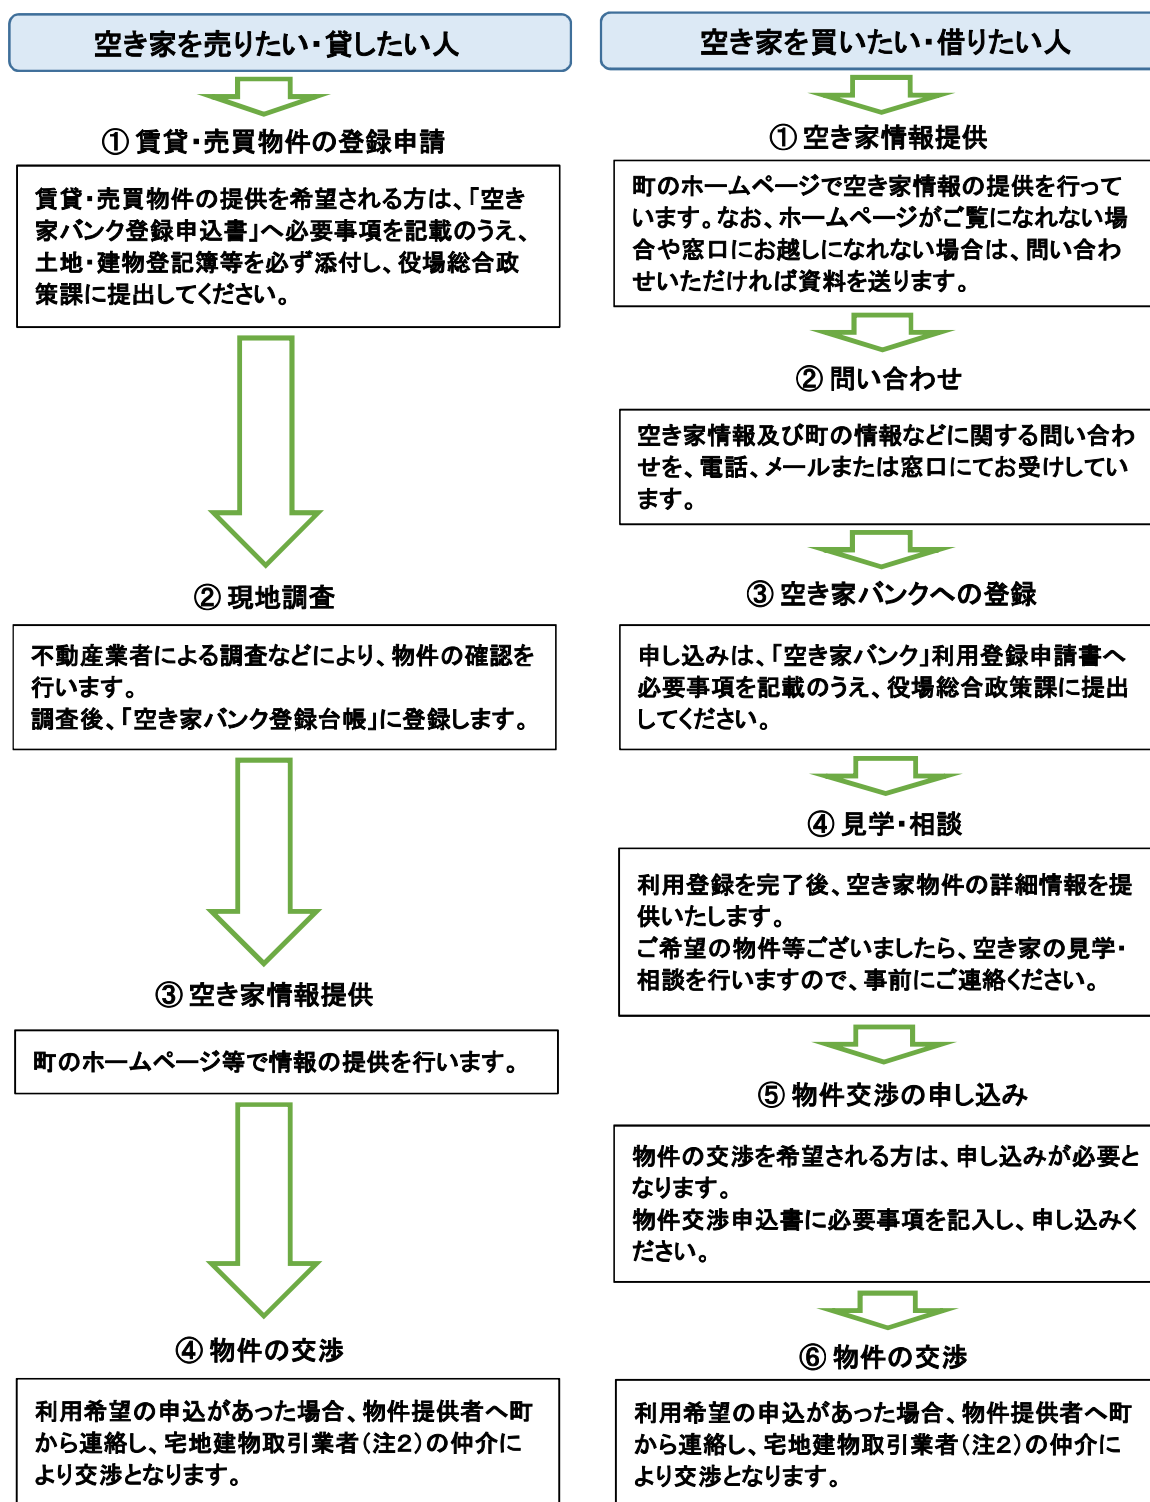 空き家を売りたい・貸したい人
①賃貸・売買物件の登録申請
賃貸・売買物件の提供を希望される方は、「空き
家バンク登録申込書」へ必要事項を記載のうえ、
土地・建物登記簿等を必ず添付し、役場総合政
策課に提出してください。
②現地調査
不動産業者による調査などにより、物件の確認を
行います。
調査後、「空き家バンク登録台帳」に登録します。
③空き家情報提供
町のホームページ等で情報の提供を行います。
④物件の交渉
利用希望の申込があった場合、物件提供者へ町
から連絡し、宅地建物取引業者（注２）の仲介に
より交渉となります。
空き家を買いたい・借りたい人
①空き家情報提供
町のホームページで空き家情報の提供を行って
います。なお、ホームページがご覧になれない場
合や窓口にお越しになれない場合は、問い合わ
せいただければ資料を送ります。
②問い合わせ
空き家情報及び町の情報などに関する問い合わ
せを、電話、メールまたは窓口にてお受けしてい
ます。
③空き家バンクへの登録
申し込みは、「空き家バンク」利用登録申請書へ
必要事項を記載のうえ、役場総合政策課に提出
してください。
④見学・相談
利用登録を完了後、空き家物件の詳細情報を提
供いたします。
ご希望の物件等ございましたら、空き家の見学・
相談を行いますので、事前にご連絡ください。
⑤物件交渉の申し込み
物件の交渉を希望される方は、申し込みが必要と
なります。
物件交渉申込書に必要事項を記入し、申し込みく
ださい。
⑥物件の交渉
利用希望の申込があった場合、物件提供者へ町
から連絡し、宅地建物取引業者（注２）の仲介に
より交渉となります。